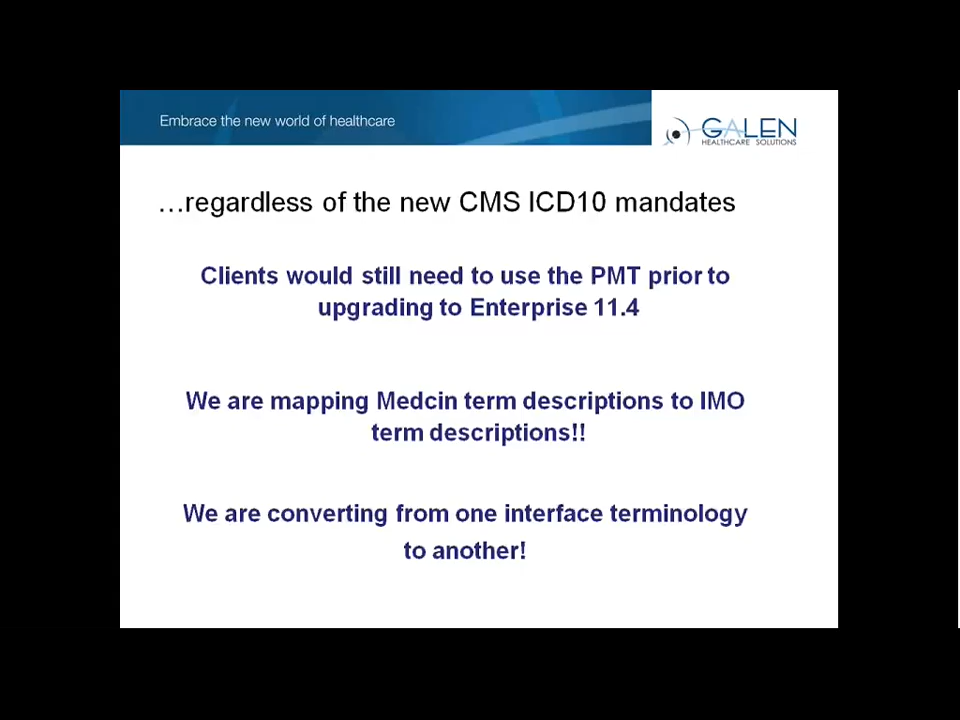 Embrace the new world of healthcare
GALEN
HEALTHCARE SOLUTIONS
…regardless of the new CMS ICD10 mandates
Clients would still need to use the PMT prior to
upgrading to Enterprise 11.4
We are mapping Medcin term descriptions to IMO
term descriptions!!
We are converting from one interface terminology
to another!